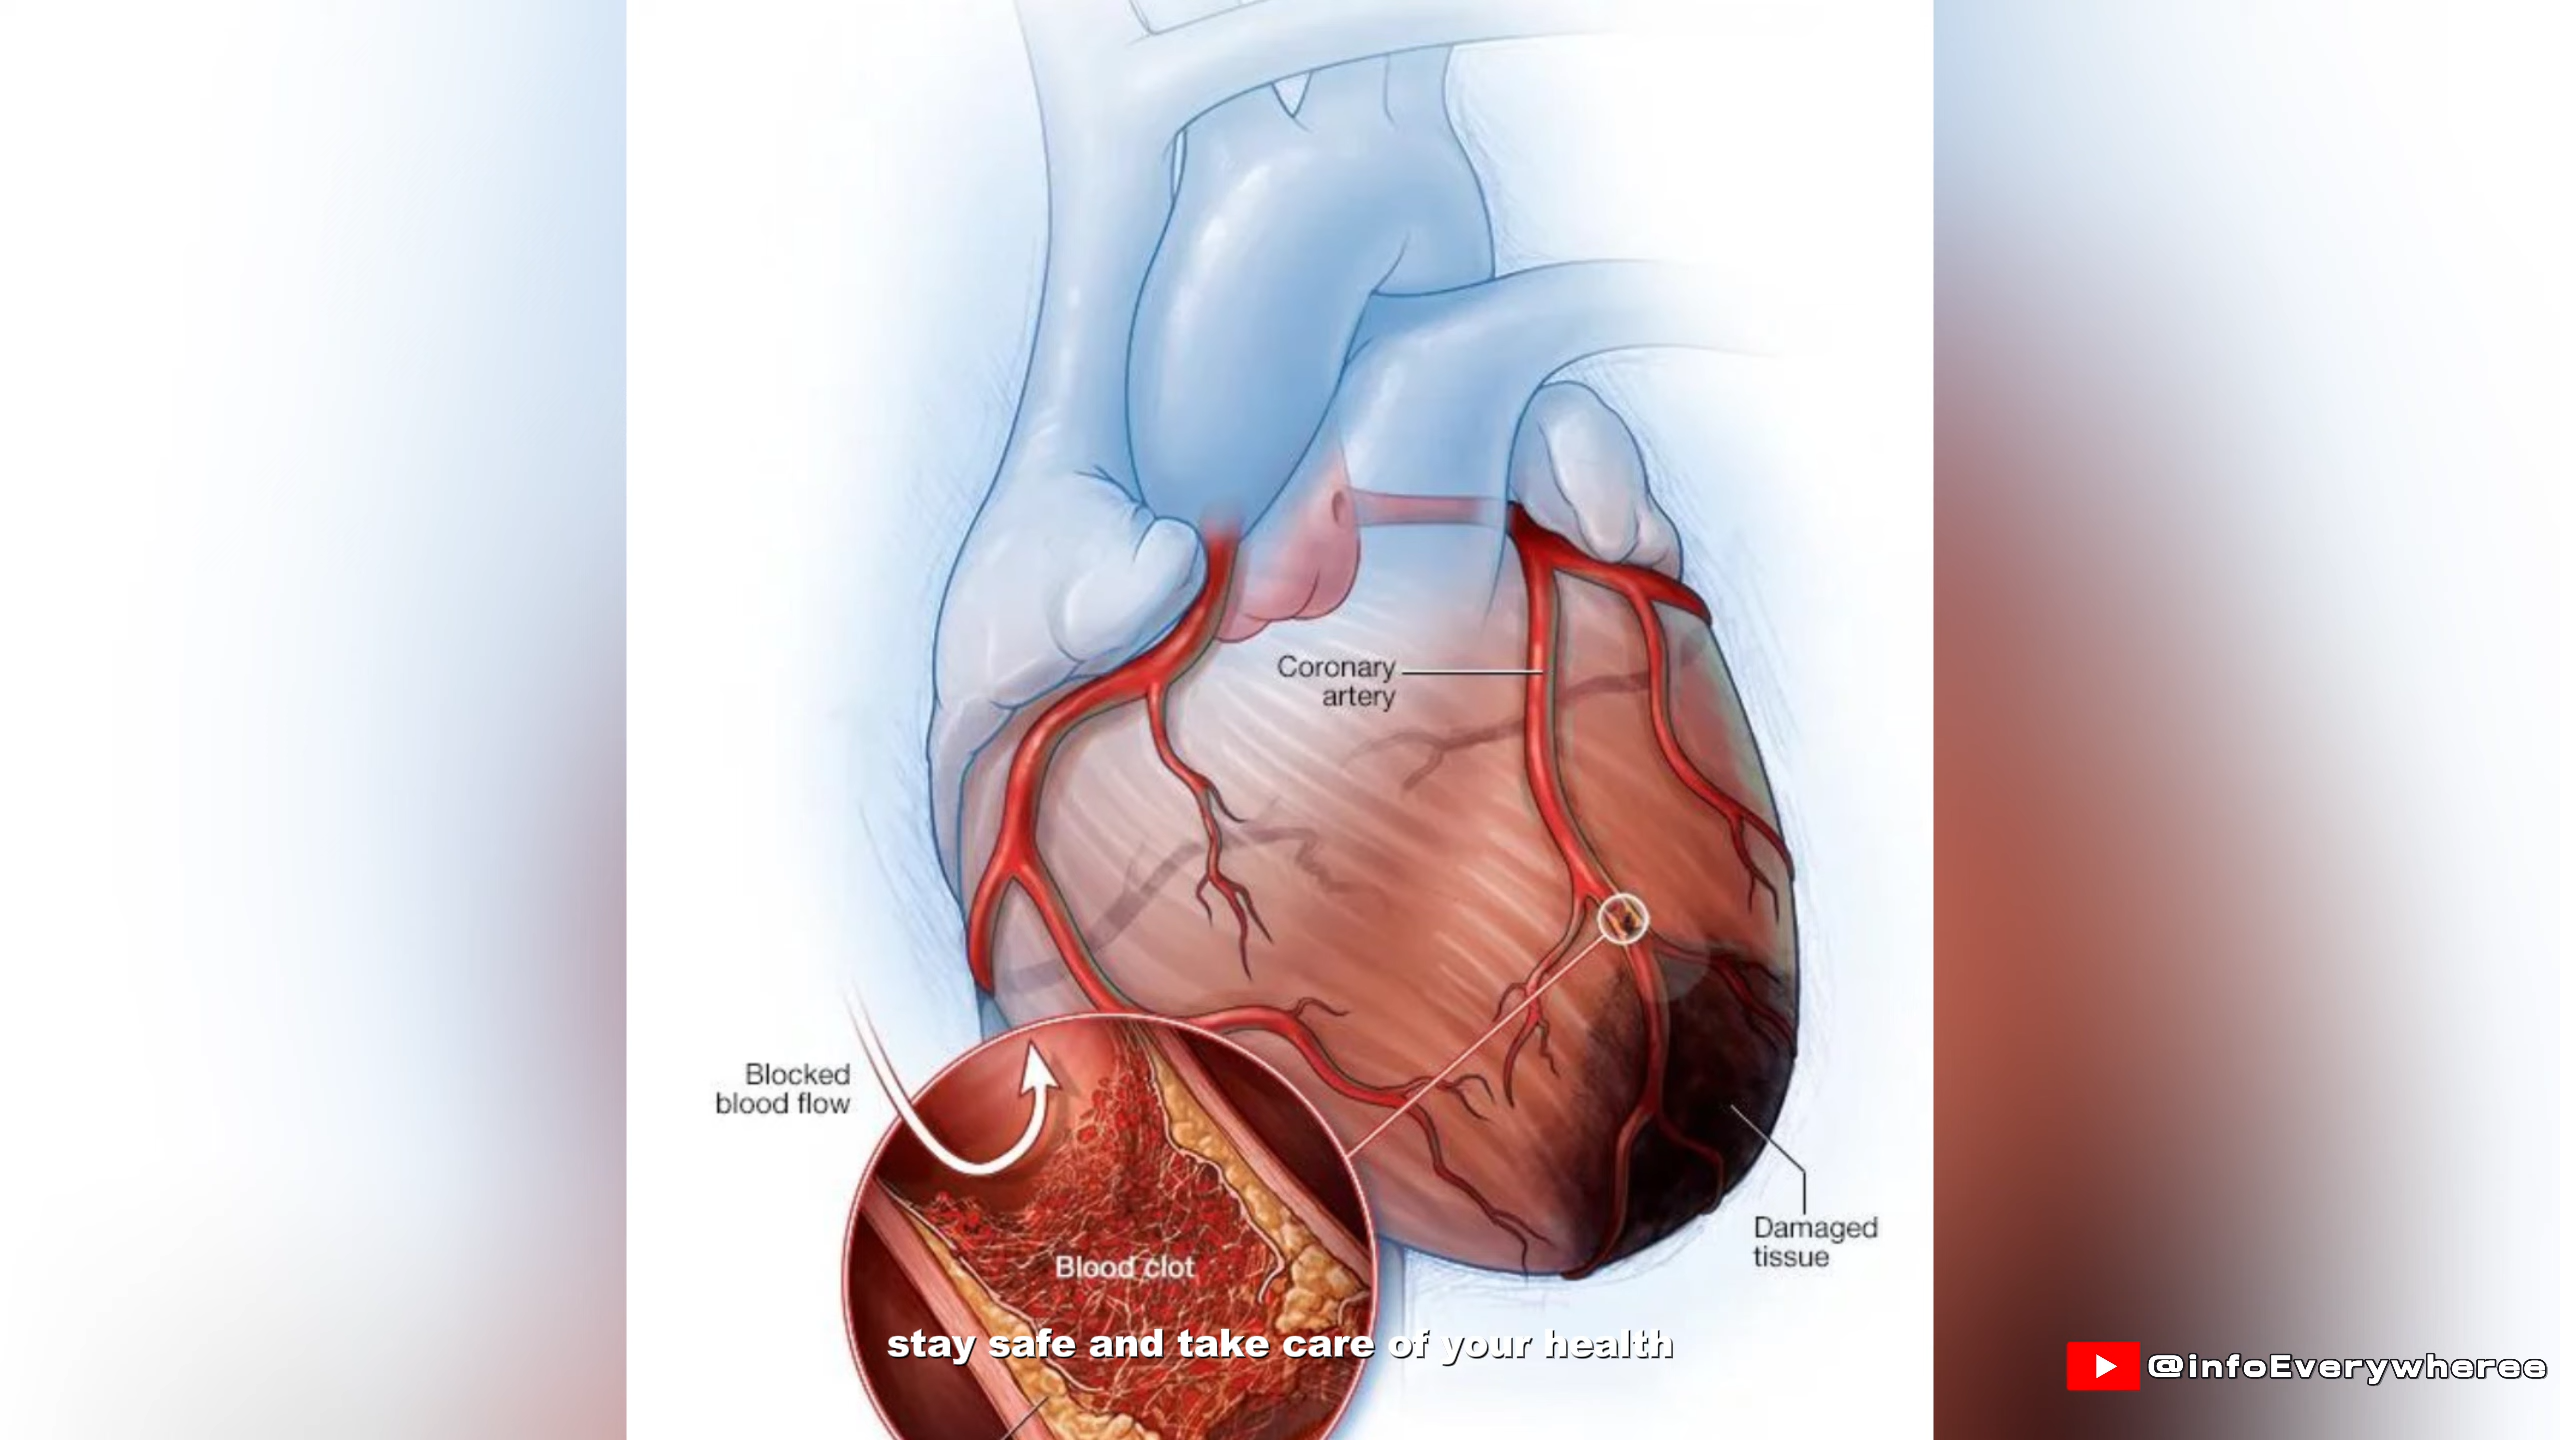 Coronary
artery
Blocked
blood flow
Blood clot
Damaged
tissue
stay safe and take care of your health
@infoEverywheree